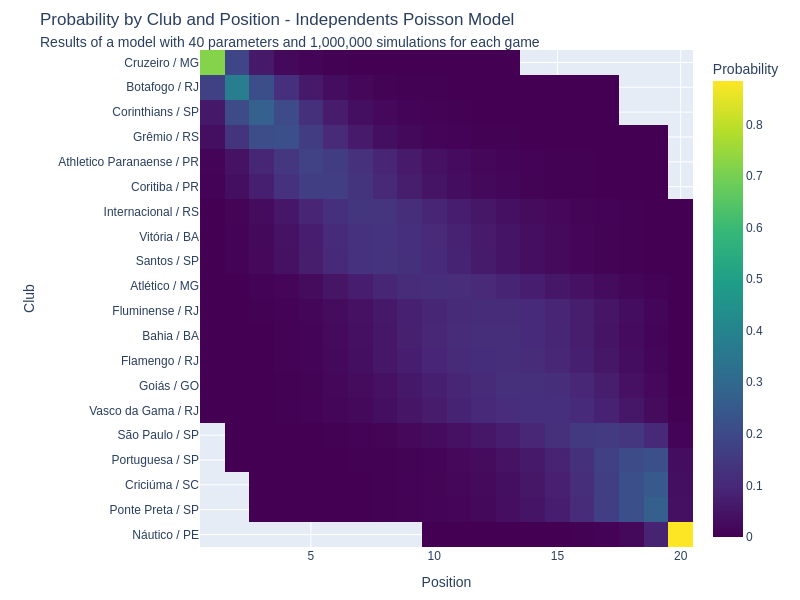 Probability by Club and Position - Independents Poisson Model
Results of a model with 40 parameters and 1,000,000 simulations for each game
Cruzeiro / MG
Botafogo / RJ
Corinthians / SP
Grêmio / RS
Athletico Paranaense / PR
Coritiba / PR
Internacional / RS
Vitória / BA
Santos / SP
Atlético / MG
Fluminense / RJ
Bahia / BA
Flamengo / RJ
Goiás / GO
Vasco da Gama / RJ
São Paulo / SP
Portuguesa / SP
Criciúma / SC
Ponte Preta / SP
Náutico / PE
Club
5
10
15
20
Position
Probability
0.8
0.7
0.6
0.5
0.4
0.3
0.2
0.1
0